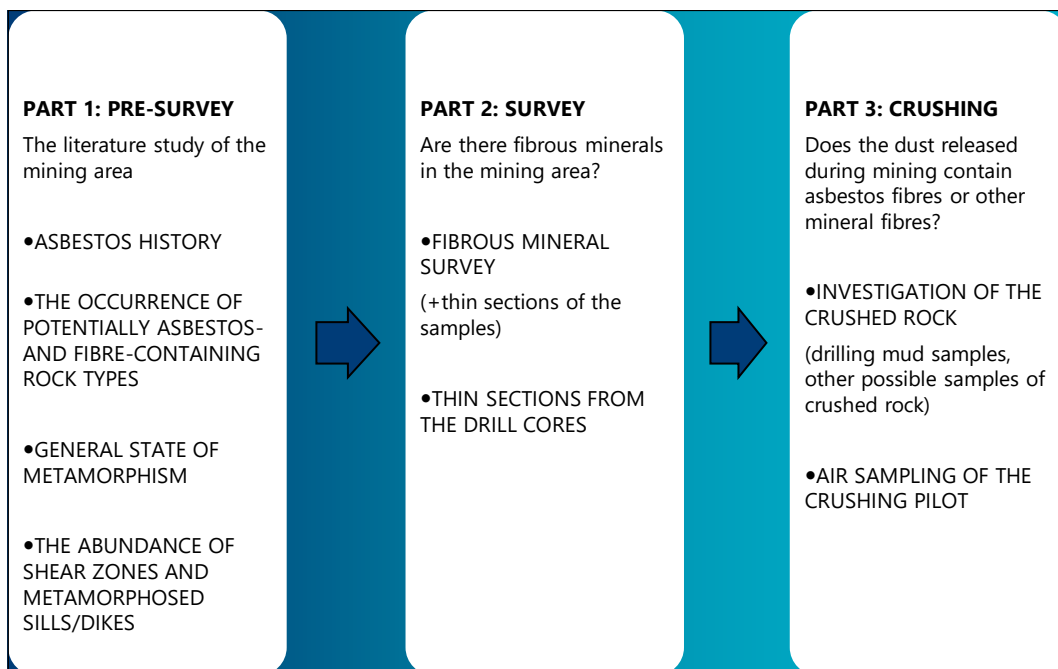 PART 1: PRE-SURVEY
The literature study of the
mining area
•ASBESTOS HISTORY
•THE OCCURRENCE OF
POTENTIALLY ASBESTOS-
AND FIBRE-CONTAINING
ROCK TYPES
•GENERAL STATE OF
METAMORPHISM
•THE ABUNDANCE OF
SHEAR ZONES AND
METAMORPHOSED
SILLS/DIKES
PART 2: SURVEY
Are there fibrous minerals
in the mining area?
•FIBROUS MINERAL
SURVEY
(+thin sections of the
samples)
•THIN SECTIONS FROM
THE DRILL CORES
PART 3: CRUSHING
Does the dust released
during mining contain
asbestos fibres or other
mineral fibres?
•INVESTIGATION OF THE
CRUSHED ROCK
(drilling mud samples,
other possible samples of
crushed rock)
•AIR SAMPLING OF THE
CRUSHING PILOT